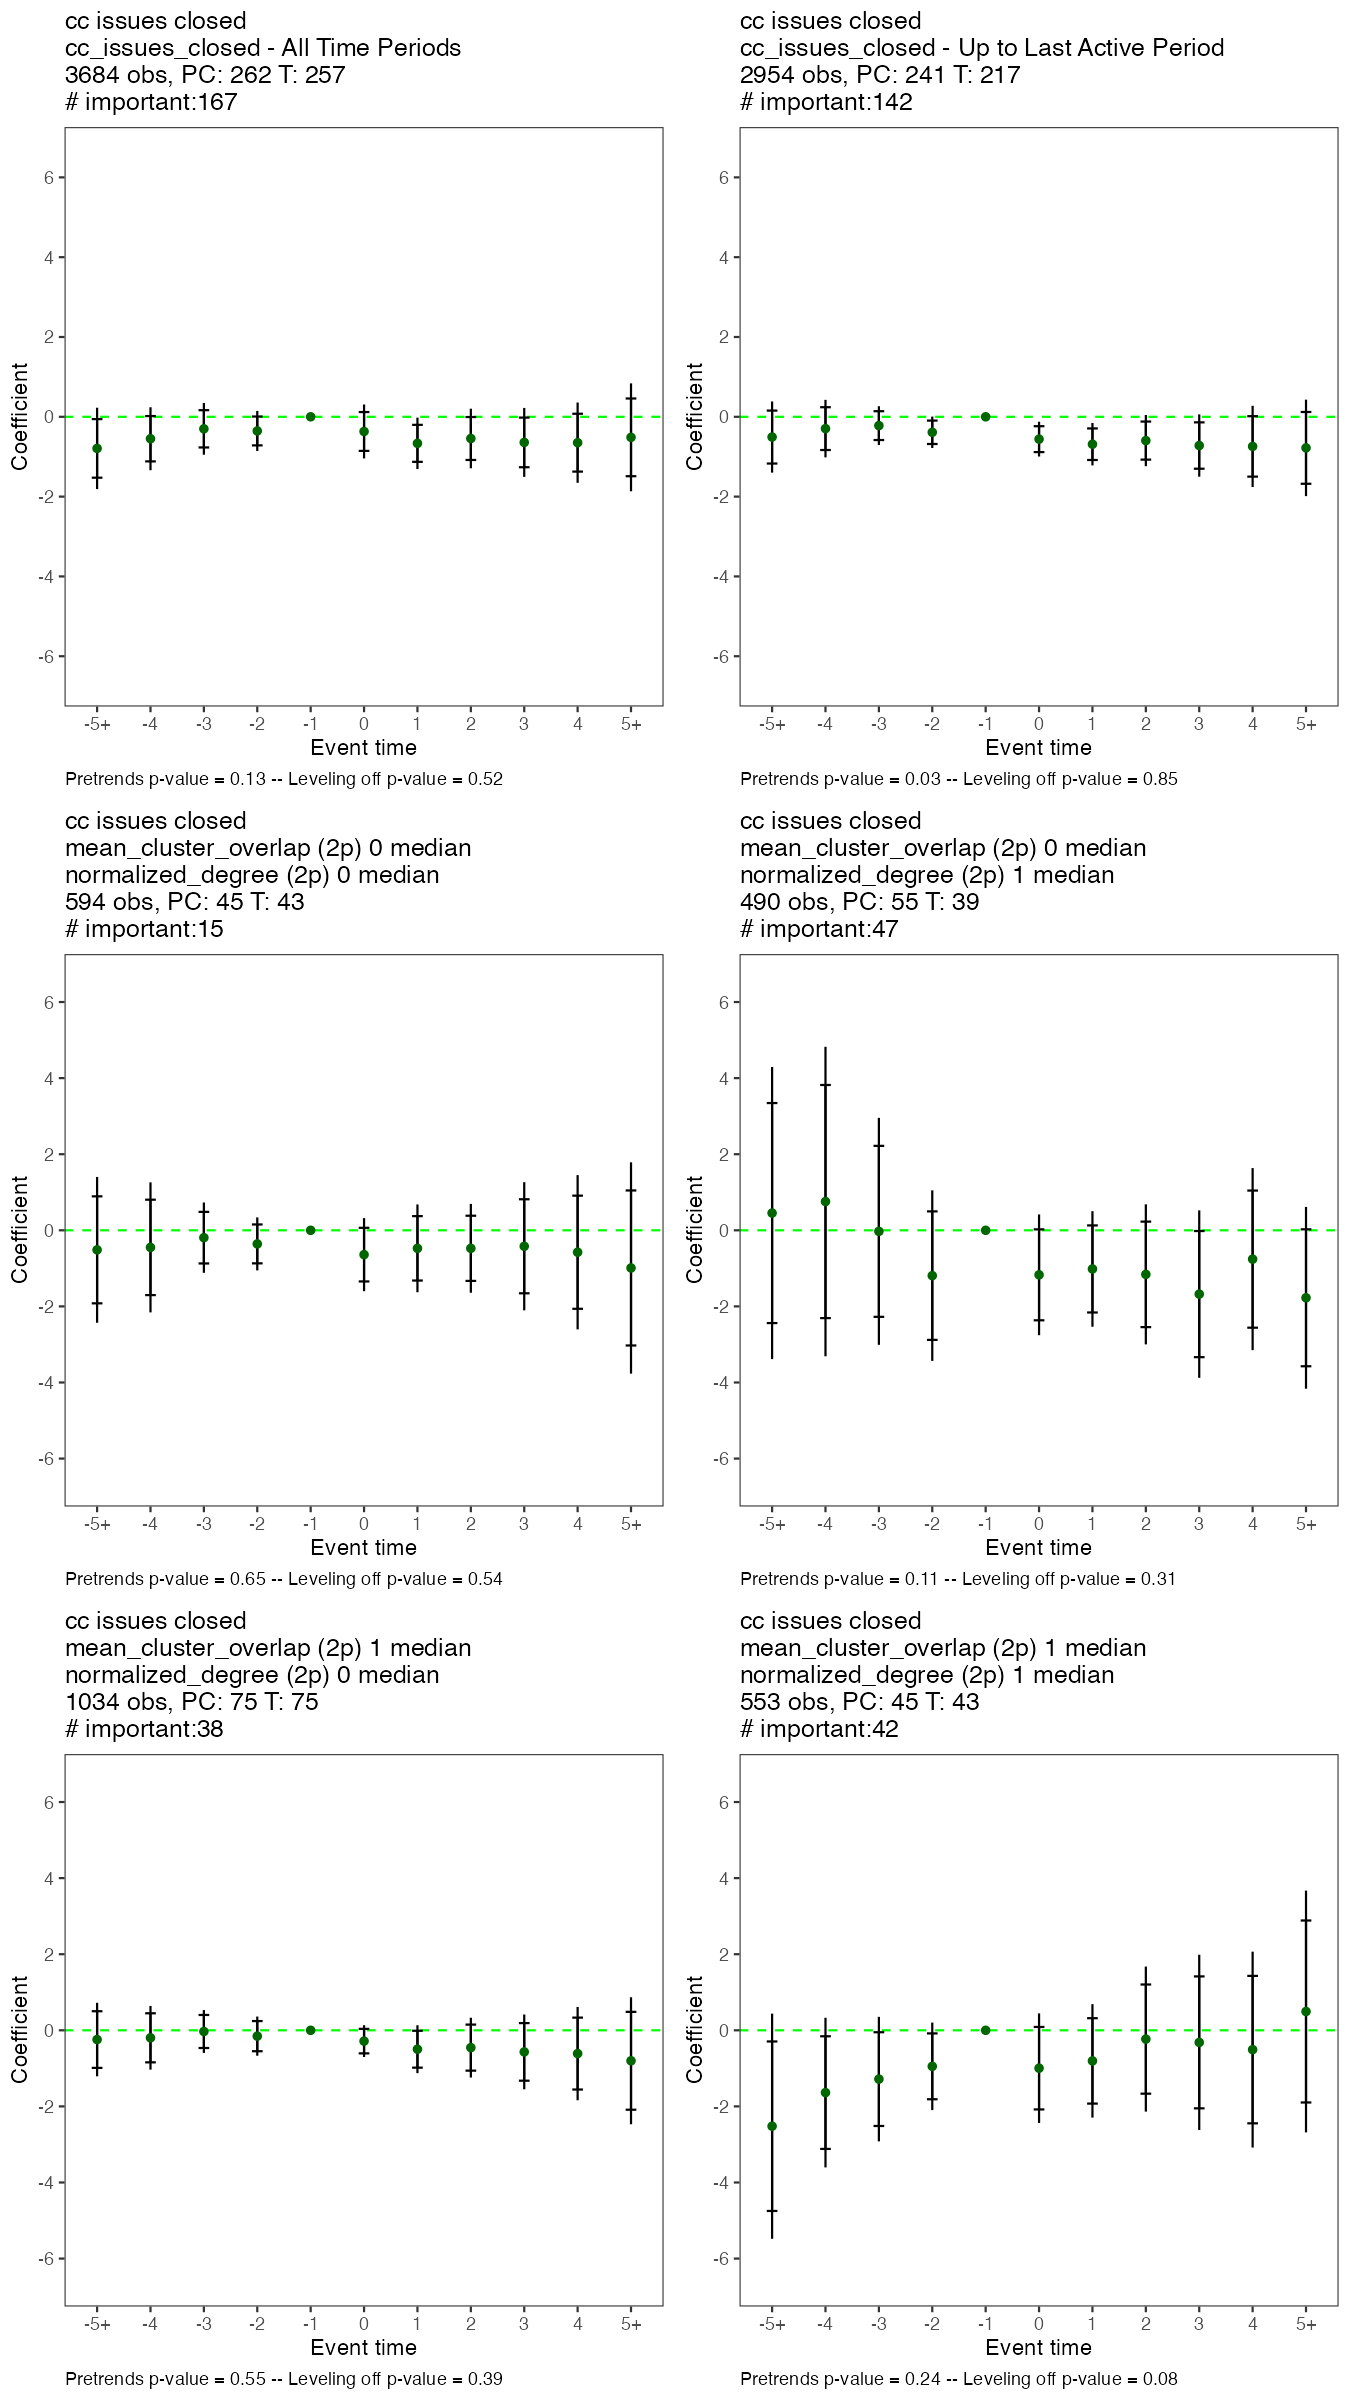 cc issues closed
cc_issues_closed - All Time Periods
3684 obs, PC: 262 T: 257
# important:167
6
4
2
0
-2
-4
-6
Coefficient
-5+ -4 -3 -2 -1 0 1 2 3 4 5+
Event time
Pretrends p-value = 0.13 -- Leveling off p-value = 0.52
cc issues closed
cc_issues_closed - Up to Last Active Period
2954 obs, PC: 241 T: 217
# important:142
6
4
2
0
-2
-4
-6
Coefficient
-5+ -4 -3 -2 -1 0 1 2 3 4 5+
Event time
Pretrends p-value = 0.03 -- Leveling off p-value = 0.85
cc issues closed
mean_cluster_overlap (2p) 0 median
normalized_degree (2p) 0 median
594 obs, PC: 45 T: 43
# important:15
6
4
2
0
-2
-4
-6
Coefficient
-5+ -4 -3 -2 -1 0 1 2 3 4 5+
Event time
Pretrends p-value = 0.65 -- Leveling off p-value = 0.54
cc issues closed
mean_cluster_overlap (2p) 0 median
normalized_degree (2p) 1 median
490 obs, PC: 55 T: 39
# important:47
6
4
2
0
-2
-4
-6
Coefficient
-5+ -4 -3 -2 -1 0 1 2 3 4 5+
Event time
Pretrends p-value = 0.11 -- Leveling off p-value = 0.31
cc issues closed
mean_cluster_overlap (2p) 1 median
normalized_degree (2p) 0 median
1034 obs, PC: 75 T: 75
# important:38
6
4
2
0
-2
-4
-6
Coefficient
-5+ -4 -3 -2 -1 0 1 2 3 4 5+
Event time
Pretrends p-value = 0.55 -- Leveling off p-value = 0.39
cc issues closed
mean_cluster_overlap (2p) 1 median
normalized_degree (2p) 1 median
553 obs, PC: 45 T: 43
# important:42
6
4
2
0
-2
-4
-6
Coefficient
-5+ -4 -3 -2 -1 0 1 2 3 4 5+
Event time
Pretrends p-value = 0.24 -- Leveling off p-value = 0.08